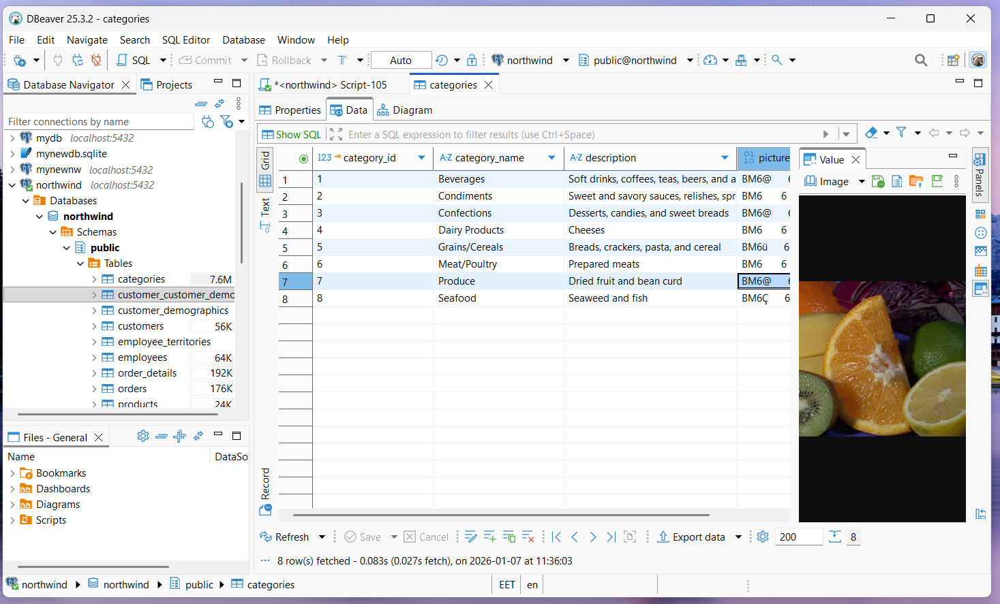 DBeaver 25.3.2 - categories
File Edit Navigate Search SQL Editor Database Window Help
SQL Commit Rollback Auto northwind public@northwind
Database Navigator Projects
*<northwind> Script-105 categories
Properties Data Diagram
Filter connections by name
Show SQL Enter a SQL expression to filter results (use Ctrl+Space)
mydb localhost:5432
mynewdb.sqlite
mynewnw localhost:5432
northwind localhost:5432
Databases
northwind
Schemas
public
Tables
categories 7.6M
customer_customer_demo
customer_demographics
customers 56K
employee_territories
employees 64K
order_details 192K
orders 176K
products 24K
Files - General
Name DataSo
Bookmarks
Dashboards
Diagrams
Scripts
Grid
Text
Record
123 category_id A-Z category_name A-Z description 01 10 picture
1 1 Beverages Soft drinks, coffees, teas, beers, and a BM6@ 6
2 2 Condiments Sweet and savory sauces, relishes, spr BM6 6
3 3 Confections Desserts, candies, and sweet breads BM6@ 6
4 4 Dairy Products Cheeses BM6 6
5 5 Grains/Cereals Breads, crackers, pasta, and cereal BM6ü 6
6 6 Meat/Poultry Prepared meats BM6 6
7 7 Produce Dried fruit and bean curd BM6@ 6
8 8 Seafood Seaweed and fish BM6Ç 6
Value
Image
Panels
Refresh Save Cancel Export data 200 8
8 row(s) fetched - 0.083s (0.027s fetch), on 2026-01-07 at 11:36:03
northwind northwind public categories EET en